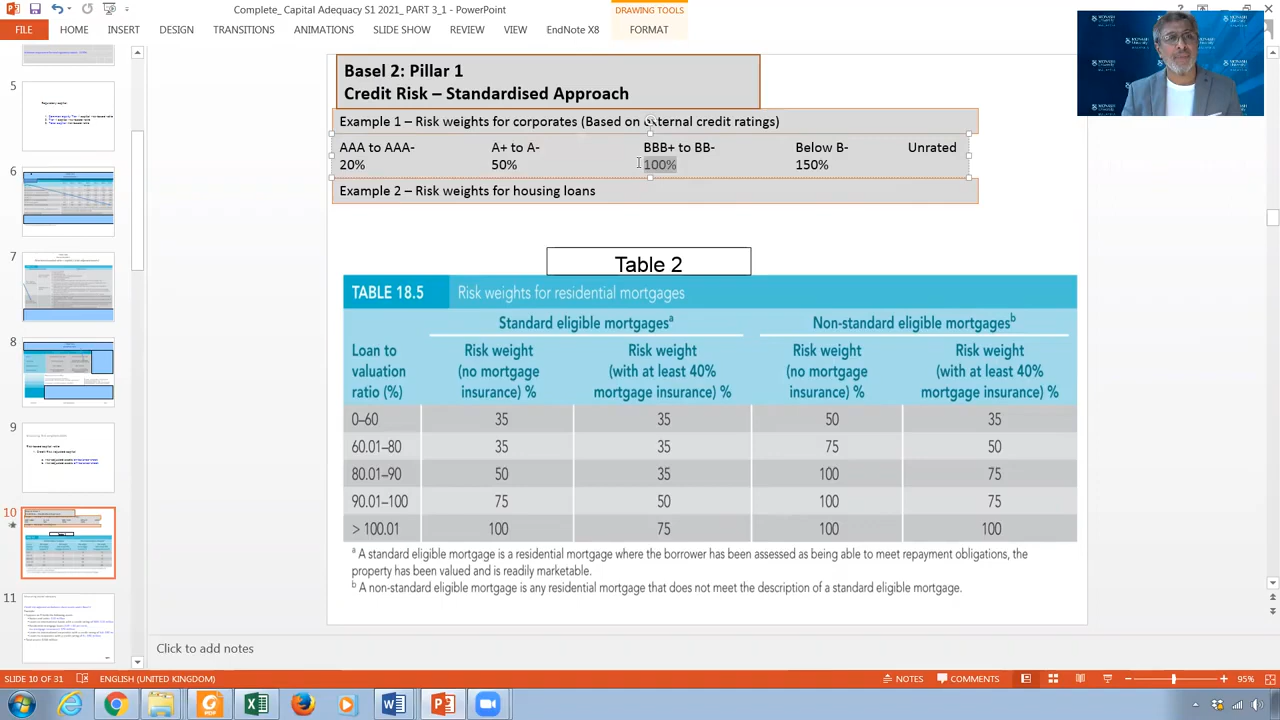 Complete_ Capital Adequacy S1 2021_ PART 3_1 - PowerPoint
DRAWING TOOLS
FILE HOME INSERT DESIGN TRANSITIONS ANIMATIONS SLIDE SHOW REVIEW VIEW EndNote X8 FORMAT
MONASH University
Basel 2: Pillar 1
Credit Risk – Standardised Approach
Example 1 – Risk weights for corporates (Based on external credit ratings)
AAA to AAA- A+ to A- BBB+ to BB- Below B- Unrated
20% 50% 100% 150%
Example 2 – Risk weights for housing loans
Table 2
TABLE 18.5 Risk weights for residential mortgages
Standard eligible mortgagesᵃ Non-standard eligible mortgagesᵇ
Loan to valuation ratio (%) Risk weight (no mortgage insurance) % Risk weight (with at least 40% mortgage insurance) % Risk weight (no mortgage insurance) % Risk weight (with at least 40% mortgage insurance) %
0–60 35 35 50 35
60.01–80 35 35 75 50
80.01–90 50 35 100 75
90.01–100 75 50 100 75
> 100.01 100 75 100 100
ᵃ A standard eligible mortgage is a residential mortgage where the borrower has been assessed as being able to meet repayment obligations, the
property has been valued and is readily marketable.
ᵇ A non-standard eligible mortgage is any residential mortgage that does not meet the description of a standard eligible mortgage.
5
6
7
8
9
10
11
Click to add notes
SLIDE 10 OF 31 ENGLISH (UNITED KINGDOM) NOTES COMMENTS 95%